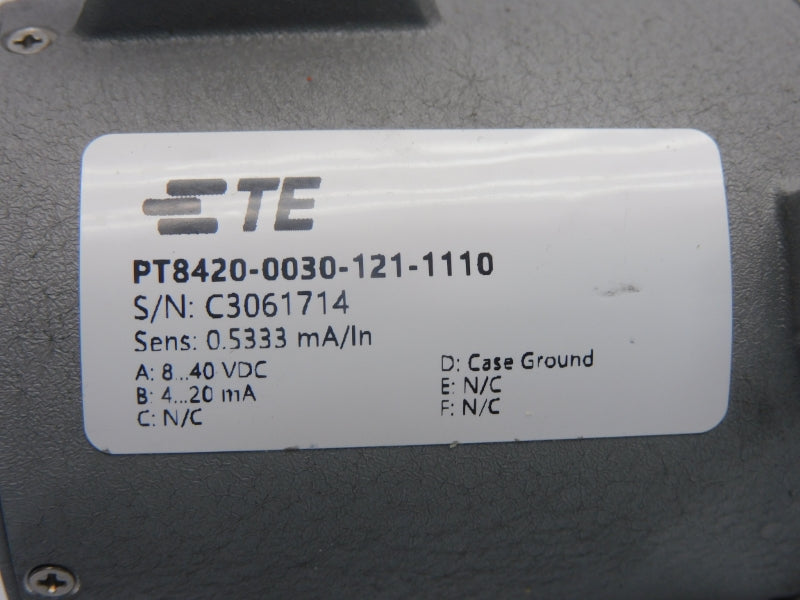 TE
PT8420-0030-121-1110
S/N: C3061714
Sens: 0.5333 mA/In
A: 8...40 VDC
B: 4...20 mA
C: N/C
D: Case Ground
E: N/C
F: N/C